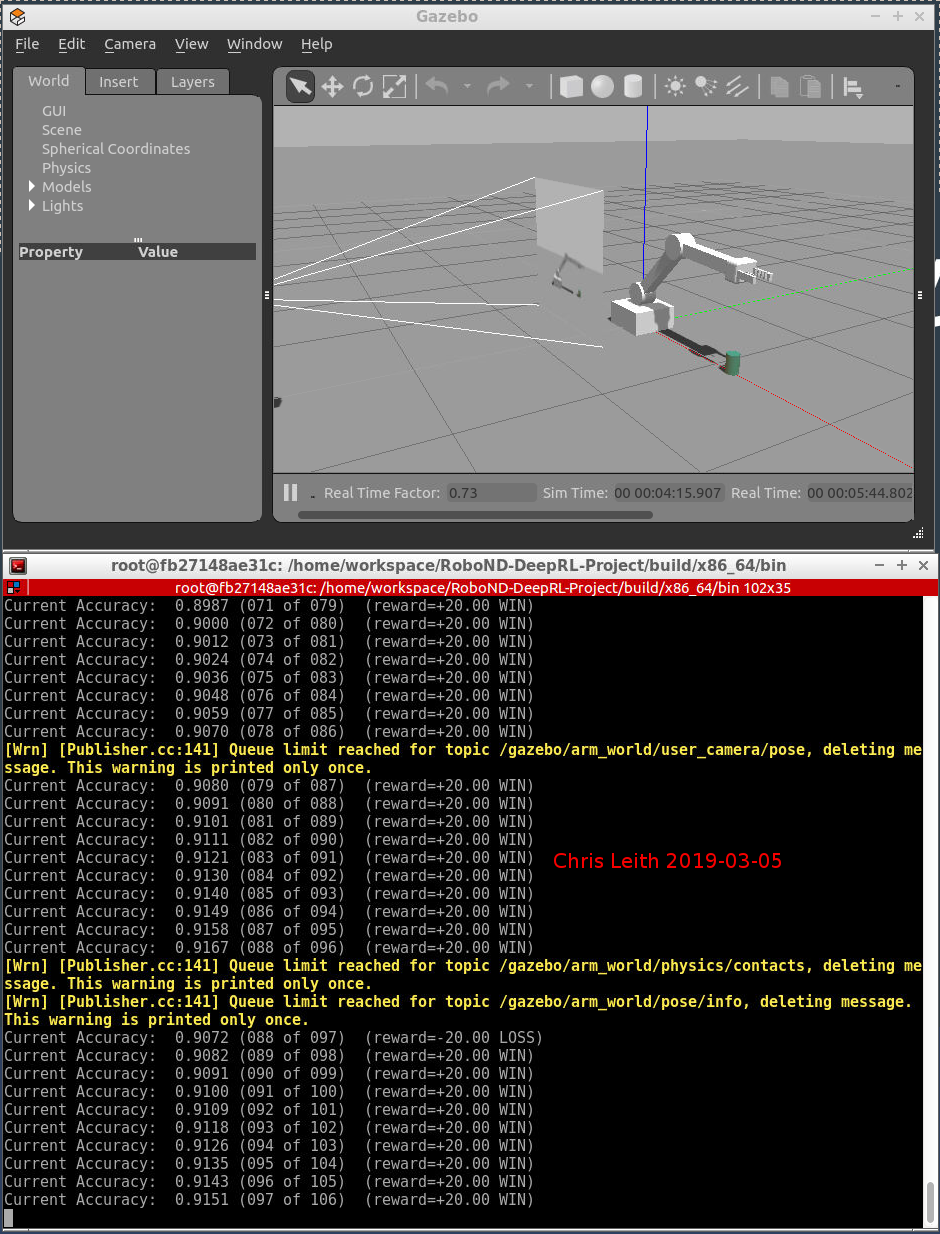 Gazebo
File Edit Camera View Window Help
World Insert Layers
GUI
Scene
Spherical Coordinates
Physics
Models
Lights
Property Value
Real Time Factor: 0.73 Sim Time: 00 00:04:15.907 Real Time: 00 00:05:44.802
root@fb27148ae31c: /home/workspace/RoboND-DeepRL-Project/build/x86_64/bin
root@fb27148ae31c: /home/workspace/RoboND-DeepRL-Project/build/x86_64/bin 102x35
Current Accuracy: 0.8987 (071 of 079) (reward=+20.00 WIN)
Current Accuracy: 0.9000 (072 of 080) (reward=+20.00 WIN)
Current Accuracy: 0.9012 (073 of 081) (reward=+20.00 WIN)
Current Accuracy: 0.9024 (074 of 082) (reward=+20.00 WIN)
Current Accuracy: 0.9036 (075 of 083) (reward=+20.00 WIN)
Current Accuracy: 0.9048 (076 of 084) (reward=+20.00 WIN)
Current Accuracy: 0.9059 (077 of 085) (reward=+20.00 WIN)
Current Accuracy: 0.9070 (078 of 086) (reward=+20.00 WIN)
[Wrn] [Publisher.cc:141] Queue limit reached for topic /gazebo/arm_world/user_camera/pose, deleting me
ssage. This warning is printed only once.
Current Accuracy: 0.9080 (079 of 087) (reward=+20.00 WIN)
Current Accuracy: 0.9091 (080 of 088) (reward=+20.00 WIN)
Current Accuracy: 0.9101 (081 of 089) (reward=+20.00 WIN)
Current Accuracy: 0.9111 (082 of 090) (reward=+20.00 WIN)
Current Accuracy: 0.9121 (083 of 091) (reward=+20.00 WIN)
Chris Leith 2019-03-05
Current Accuracy: 0.9130 (084 of 092) (reward=+20.00 WIN)
Current Accuracy: 0.9140 (085 of 093) (reward=+20.00 WIN)
Current Accuracy: 0.9149 (086 of 094) (reward=+20.00 WIN)
Current Accuracy: 0.9158 (087 of 095) (reward=+20.00 WIN)
Current Accuracy: 0.9167 (088 of 096) (reward=+20.00 WIN)
[Wrn] [Publisher.cc:141] Queue limit reached for topic /gazebo/arm_world/physics/contacts, deleting me
ssage. This warning is printed only once.
[Wrn] [Publisher.cc:141] Queue limit reached for topic /gazebo/arm_world/pose/info, deleting message.
This warning is printed only once.
Current Accuracy: 0.9072 (088 of 097) (reward=-20.00 LOSS)
Current Accuracy: 0.9082 (089 of 098) (reward=+20.00 WIN)
Current Accuracy: 0.9091 (090 of 099) (reward=+20.00 WIN)
Current Accuracy: 0.9100 (091 of 100) (reward=+20.00 WIN)
Current Accuracy: 0.9109 (092 of 101) (reward=+20.00 WIN)
Current Accuracy: 0.9118 (093 of 102) (reward=+20.00 WIN)
Current Accuracy: 0.9126 (094 of 103) (reward=+20.00 WIN)
Current Accuracy: 0.9135 (095 of 104) (reward=+20.00 WIN)
Current Accuracy: 0.9143 (096 of 105) (reward=+20.00 WIN)
Current Accuracy: 0.9151 (097 of 106) (reward=+20.00 WIN)